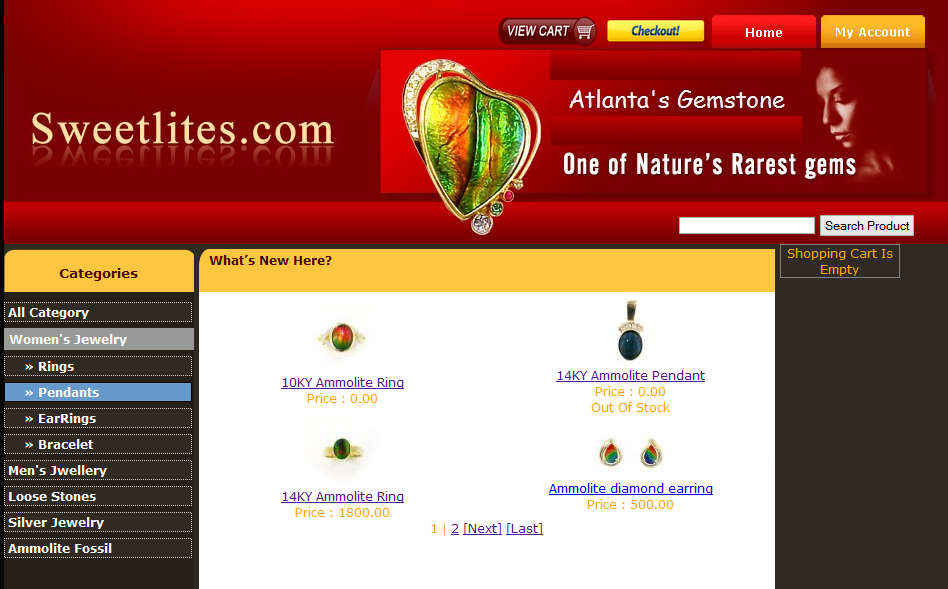 VIEW CART
Checkout!
Home
My Account
Sweetlites.com
Atlanta's Gemstone
One of Nature's Rarest gems
Search Product
Categories
All Category
Women's Jewelry
» Rings
» Pendants
» EarRings
» Bracelet
Men's Jwellery
Loose Stones
Silver Jewelry
Ammolite Fossil
What's New Here?
10KY Ammolite Ring
Price : 0.00
14KY Ammolite Pendant
Price : 0.00
Out Of Stock
14KY Ammolite Ring
Price : 1800.00
Ammolite diamond earring
Price : 500.00
1 | 2 [Next] [Last]
Shopping Cart Is
Empty